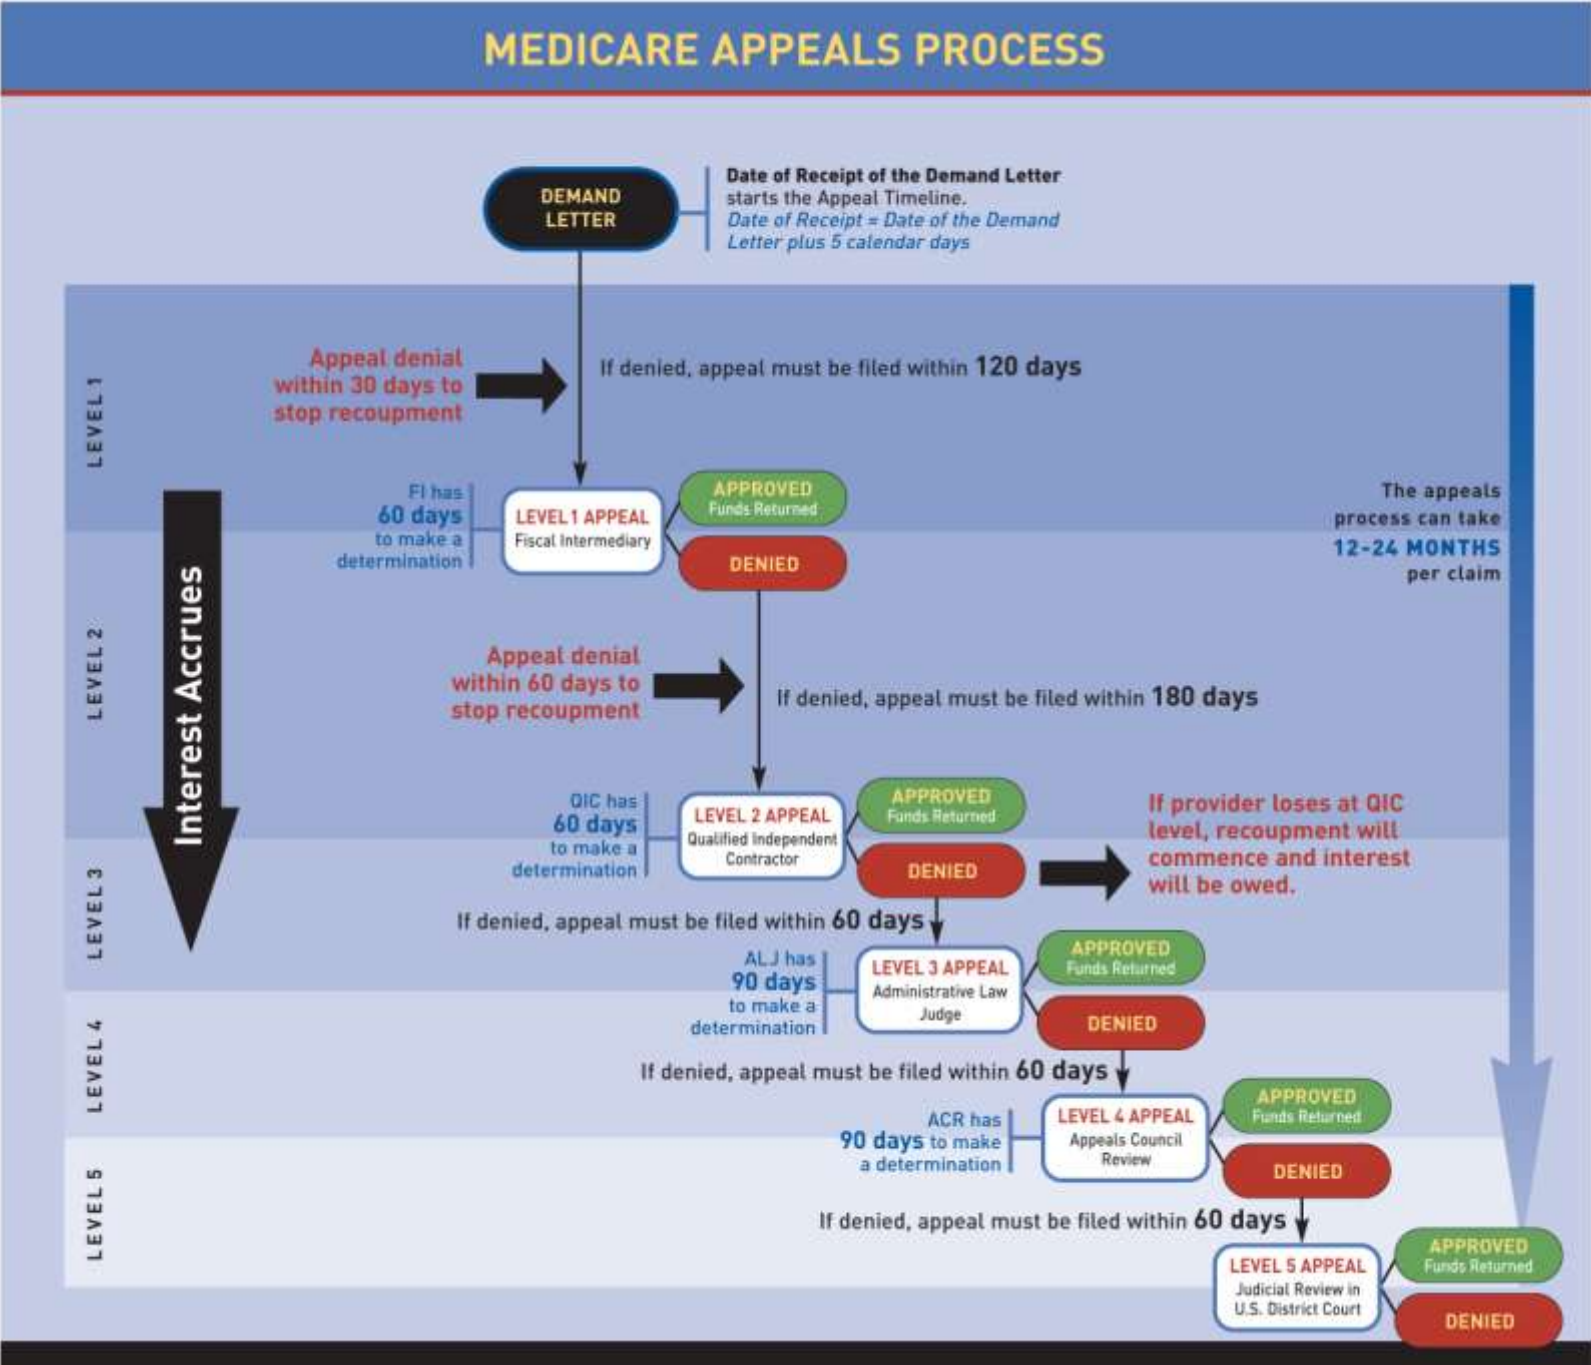 MEDICARE APPEALS PROCESS
DEMAND
LETTER
Date of Receipt of the Demand Letter
starts the Appeal Timeline.
Date of Receipt = Date of the Demand
Letter plus 5 calendar days
LEVEL 1
Appeal denial
within 30 days to
stop recoupment
If denied, appeal must be filed within 120 days
FI has
60 days
to make a
determination
LEVEL 1 APPEAL
Fiscal Intermediary
APPROVED
Funds Returned
DENIED
The appeals
process can take
12-24 MONTHS
per claim
Interest Accrues
LEVEL 2
Appeal denial
within 60 days to
stop recoupment
If denied, appeal must be filed within 180 days
QIC has
60 days
to make a
determination
LEVEL 2 APPEAL
Qualified Independent
Contractor
APPROVED
Funds Returned
DENIED
If provider loses at QIC
level, recoupment will
commence and interest
will be owed.
LEVEL 3
If denied, appeal must be filed within 60 days
ALJ has
90 days
to make a
determination
LEVEL 3 APPEAL
Administrative Law
Judge
APPROVED
Funds Returned
DENIED
LEVEL 4
If denied, appeal must be filed within 60 days
ACR has
90 days to make
a determination
LEVEL 4 APPEAL
Appeals Council
Review
APPROVED
Funds Returned
DENIED
LEVEL 5
If denied, appeal must be filed within 60 days
LEVEL 5 APPEAL
Judicial Review in
U.S. District Court
APPROVED
Funds Returned
DENIED